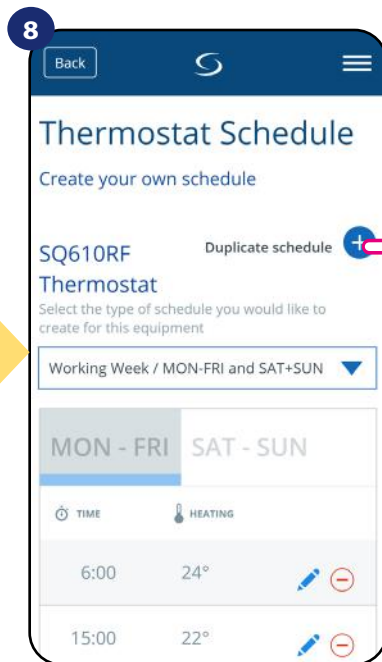 8
Back
Thermostat Schedule
Create your own schedule
SQ610RF
Thermostat
Duplicate schedule
Select the type of schedule you would like to
create for this equipment
Working Week / MON-FRI and SAT+SUN
MON - FRI SAT - SUN
TIME HEATING
6:00 24°
15:00 22°